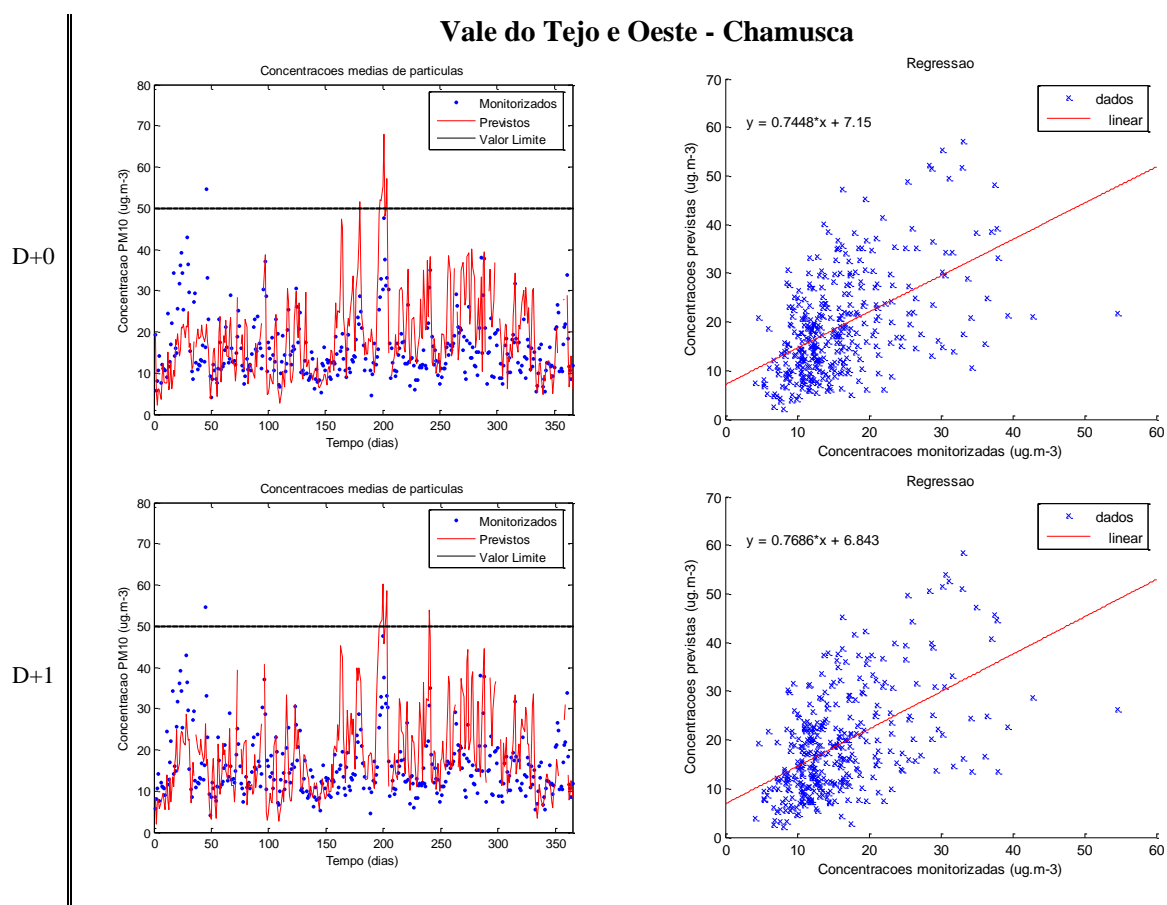 Vale do Tejo e Oeste - Chamusca
D+0
Concentracoes medias de particulas
Concentracao PM10 (ug.m-3)
80
70
60
50
40
30
20
10
0
Monitorizados
Previstos
Valor Limite
0 50 100 150 200 250 300 350
Tempo (dias)
Regressao
Concentracoes previstas (ug.m-3)
70
60
50
40
30
20
10
0
y = 0.7448*x + 7.15
dados
linear
0 10 20 30 40 50 60
Concentracoes monitorizadas (ug.m-3)
D+1
Concentracoes medias de particulas
Concentracao PM10 (ug.m-3)
80
70
60
50
40
30
20
10
0
Monitorizados
Previstos
Valor Limite
0 50 100 150 200 250 300 350
Tempo (dias)
Regressao
Concentracoes previstas (ug.m-3)
70
60
50
40
30
20
10
0
y = 0.7686*x + 6.843
dados
linear
0 10 20 30 40 50 60
Concentracoes monitorizadas (ug.m-3)